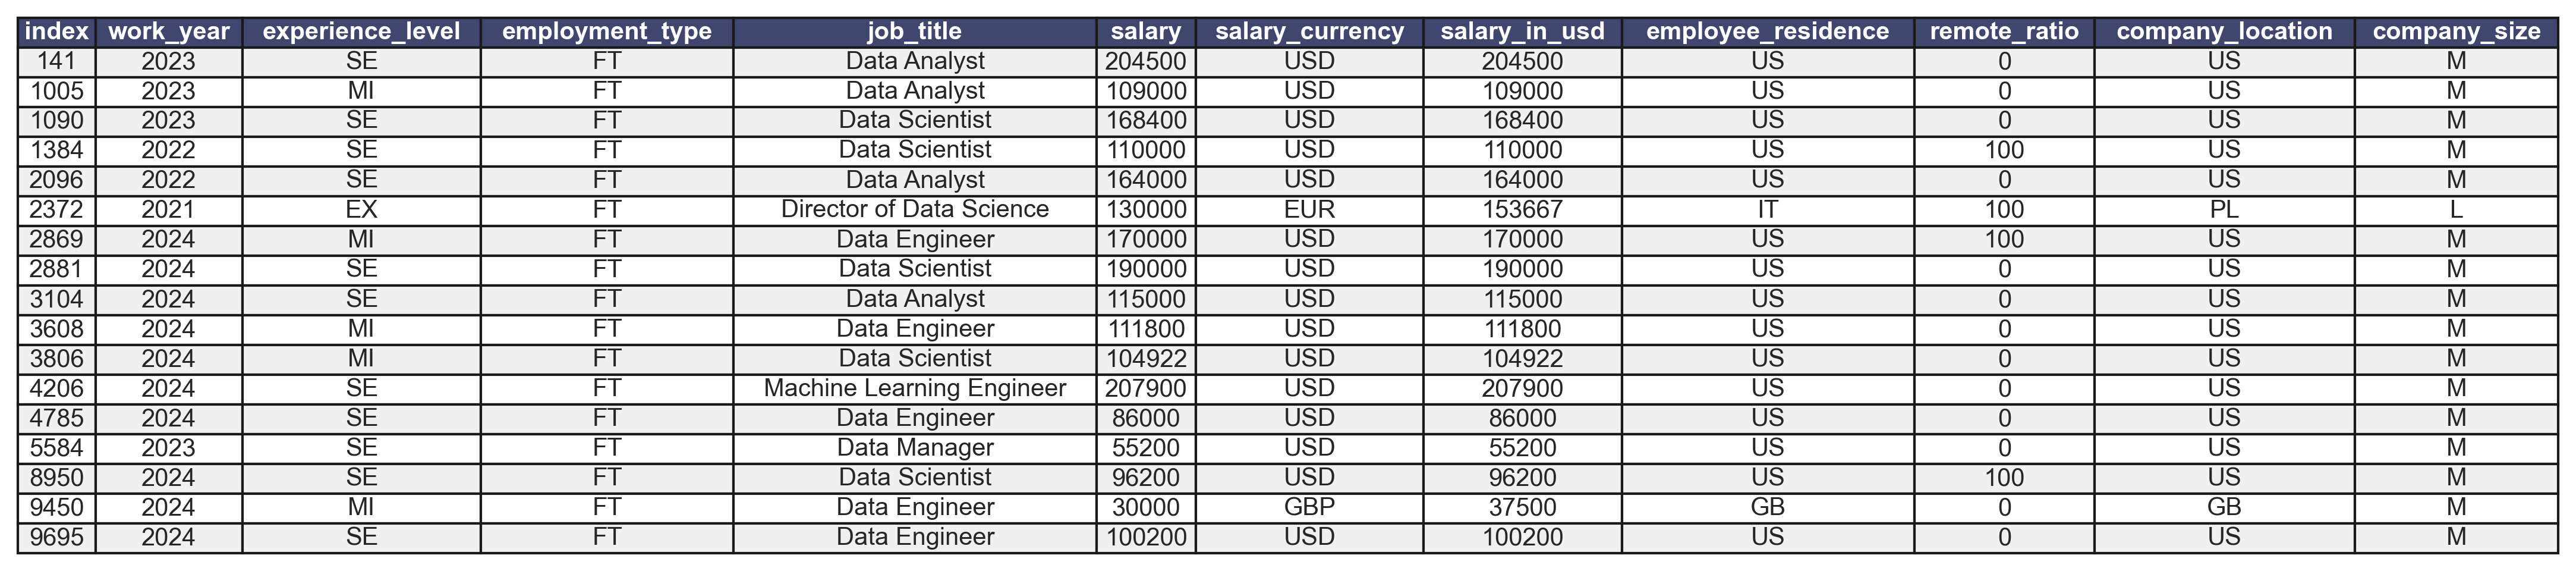 index work_year experience_level employment_type job_title salary salary_currency salary_in_usd employee_residence remote_ratio company_location company_size
141 2023 SE FT Data Analyst 204500 USD 204500 US 0 US M
1005 2023 MI FT Data Analyst 109000 USD 109000 US 0 US M
1090 2023 SE FT Data Scientist 168400 USD 168400 US 0 US M
1384 2022 SE FT Data Scientist 110000 USD 110000 US 100 US M
2096 2022 SE FT Data Analyst 164000 USD 164000 US 0 US M
2372 2021 EX FT Director of Data Science 130000 EUR 153667 IT 100 PL L
2869 2024 MI FT Data Engineer 170000 USD 170000 US 100 US M
2881 2024 SE FT Data Scientist 190000 USD 190000 US 0 US M
3104 2024 SE FT Data Analyst 115000 USD 115000 US 0 US M
3608 2024 MI FT Data Engineer 111800 USD 111800 US 0 US M
3806 2024 MI FT Data Scientist 104922 USD 104922 US 0 US M
4206 2024 SE FT Machine Learning Engineer 207900 USD 207900 US 0 US M
4785 2024 SE FT Data Engineer 86000 USD 86000 US 0 US M
5584 2023 SE FT Data Manager 55200 USD 55200 US 0 US M
8950 2024 SE FT Data Scientist 96200 USD 96200 US 100 US M
9450 2024 MI FT Data Engineer 30000 GBP 37500 GB 0 GB M
9695 2024 SE FT Data Engineer 100200 USD 100200 US 0 US M